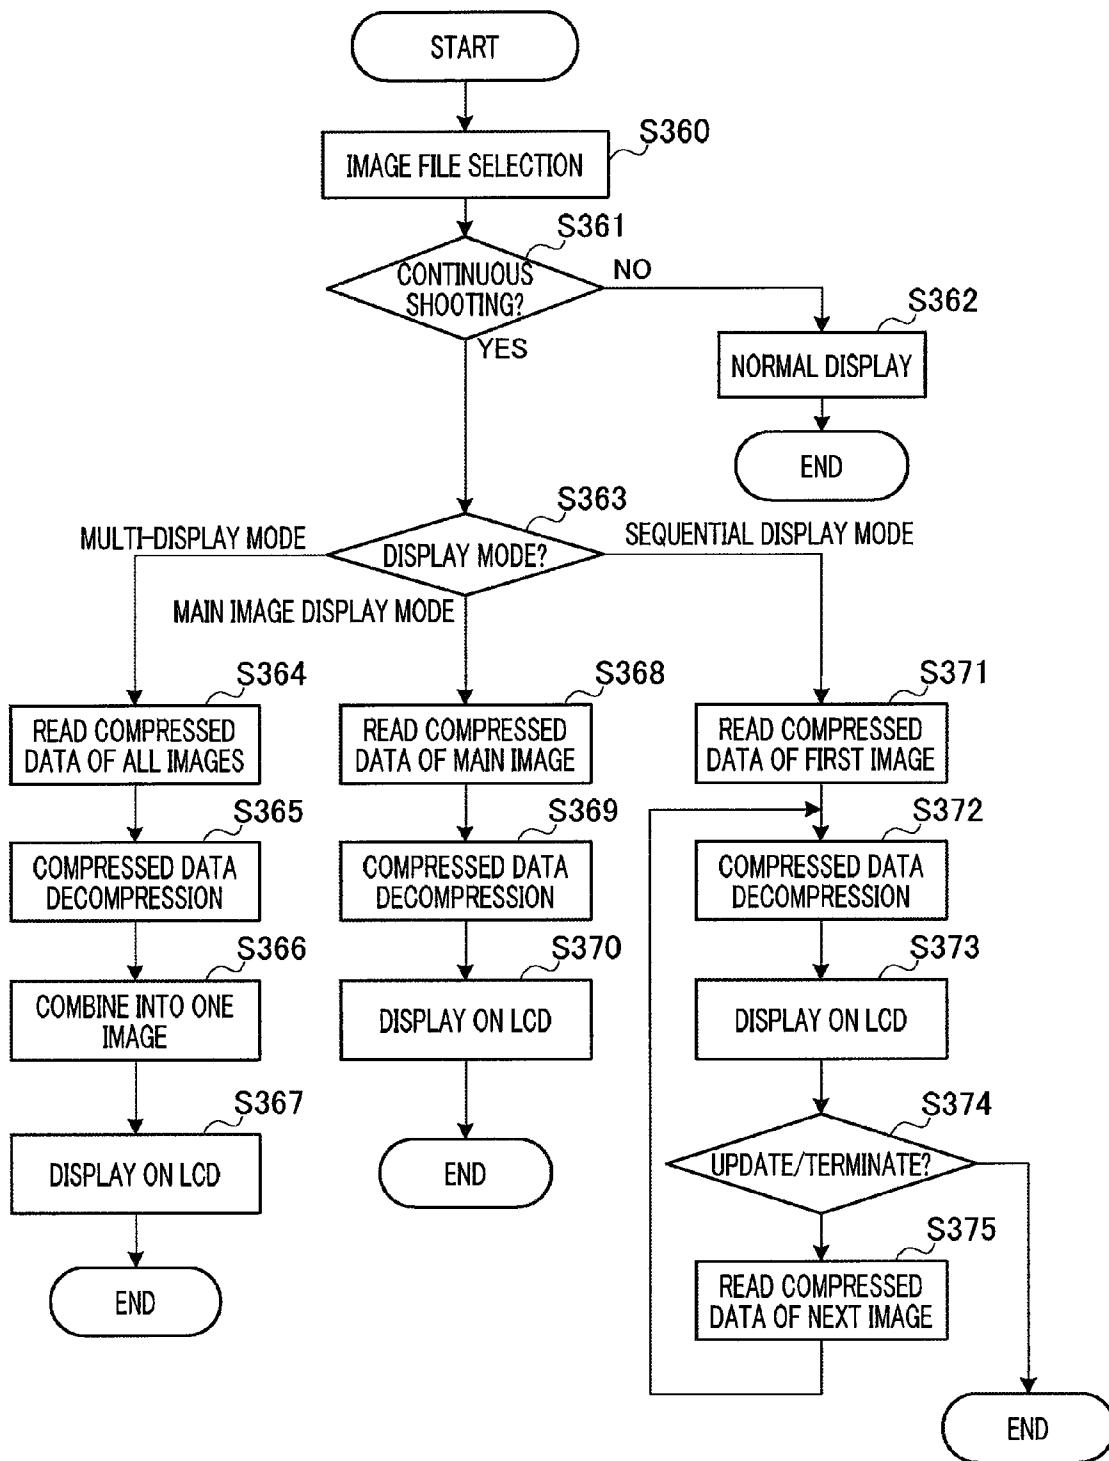 START
S360
IMAGE FILE SELECTION
S361
CONTINUOUS
SHOOTING?
NO
YES
S362
NORMAL DISPLAY
END
S363
DISPLAY MODE?
MULTI-DISPLAY MODE
MAIN IMAGE DISPLAY MODE
SEQUENTIAL DISPLAY MODE
S364
READ COMPRESSED
DATA OF ALL IMAGES
S365
COMPRESSED DATA
DECOMPRESSION
S366
COMBINE INTO ONE
IMAGE
S367
DISPLAY ON LCD
END
S368
READ COMPRESSED
DATA OF MAIN IMAGE
S369
COMPRESSED DATA
DECOMPRESSION
S370
DISPLAY ON LCD
END
S371
READ COMPRESSED
DATA OF FIRST IMAGE
S372
COMPRESSED DATA
DECOMPRESSION
S373
DISPLAY ON LCD
S374
UPDATE/TERMINATE?
S375
READ COMPRESSED
DATA OF NEXT IMAGE
END